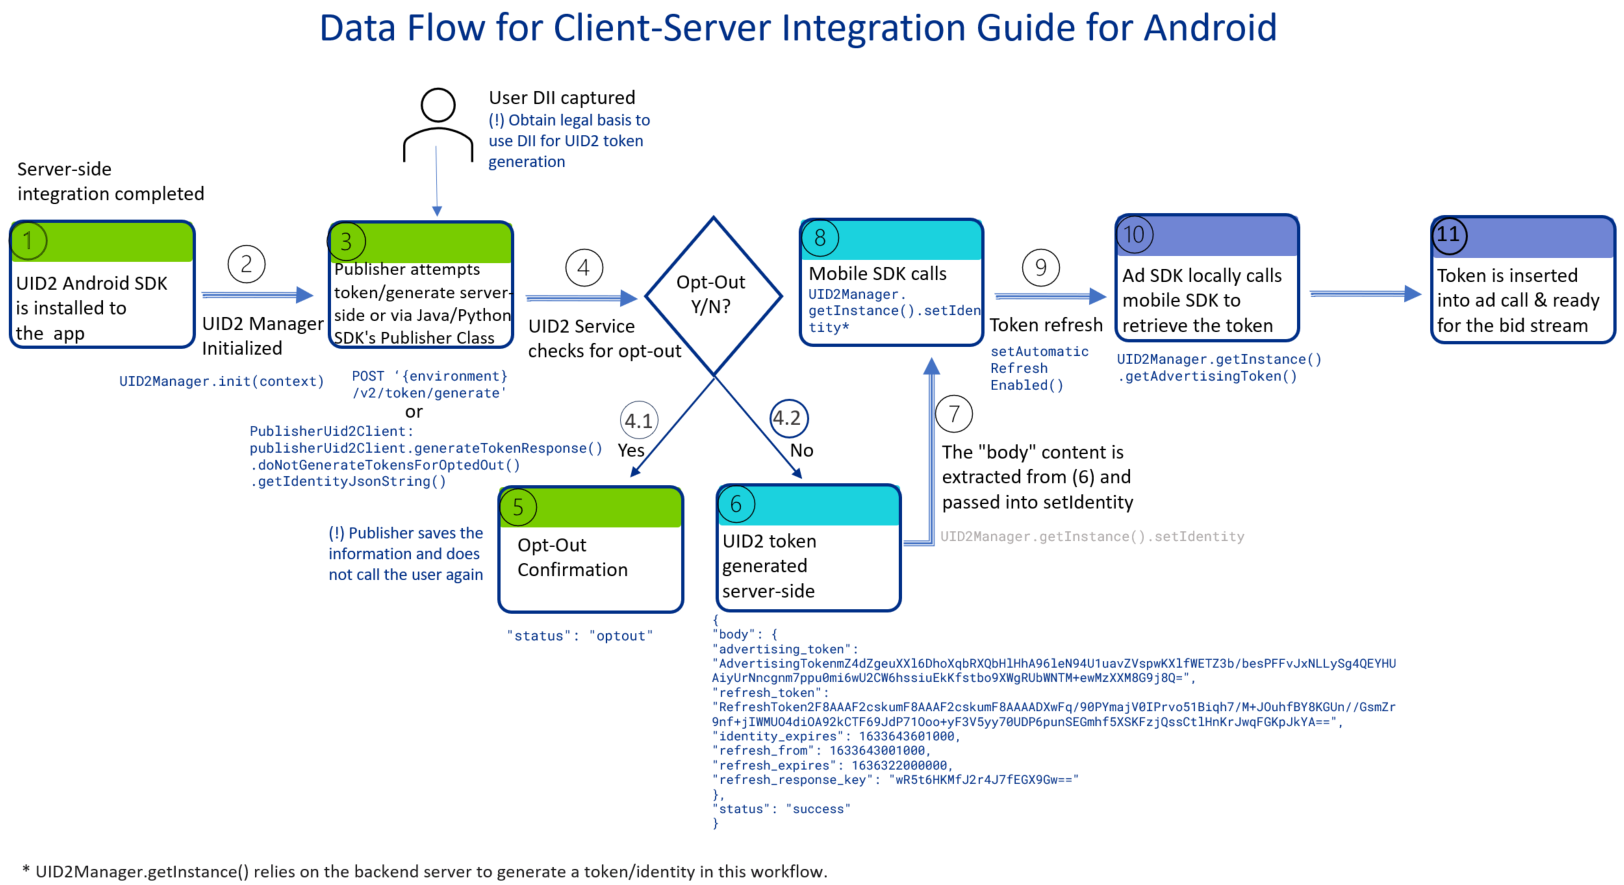 Data Flow for Client-Server Integration Guide for Android
User DII captured
(!) Obtain legal basis to
use DII for UID2 token
generation
Server-side
integration completed
1
UID2 Android SDK
is installed to
the app
2
UID2 Manager
Initialized
UID2Manager.init(context)
3
Publisher attempts
token/generate server-
side or via Java/Python
SDK's Publisher Class
POST '{environment}
/v2/token/generate'
or
PublisherUid2Client:
publisherUid2Client.generateTokenResponse()
.doNotGenerateTokensForOptedOut()
.getIdentityJsonString()
4
UID2 Service
checks for opt-out
Opt-Out
Y/N?
4.1
Yes
4.2
No
5
Opt-Out
Confirmation
(!) Publisher saves the
information and does
not call the user again
"status": "optout"
6
UID2 token
generated
server-side
{
"body": {
"advertising_token":
"AdvertisingTokenmZ4dZgeuXXl6DhoXqbRXQbHlHhA96leN94U1uavZVspwKXlfWETZ3b/besPFFvJxNLLySg4QEYHU
AiyUrNncgnm7ppu0mi6wU2CW6hssiuEkKfstbo9XWgRUbWNTM+ewMzXXM8G9j8Q=",
"refresh_token":
"RefreshToken2F8AAAF2cskumF8AAAF2cskumF8AAAADXwFq/90PYmajV0IPrvo51Biqh7/M+JOuhfBY8KGUn//GsmZr
9nf+jIWMUO4diOA92kCTF69JdP71Ooo+yF3V5yy70UDP6punSEGmhf5XSKFzjQssCtlHnKrJwqFGKpJkYA==",
"identity_expires": 1633643601000,
"refresh_from": 1633643001000,
"refresh_expires": 1636322000000,
"refresh_response_key": "wR5t6HKMfJ2r4J7fEGX9Gw=="
},
"status": "success"
}
7
The "body" content is
extracted from (6) and
passed into setIdentity
UID2Manager.getInstance().setIdentity
8
Mobile SDK calls
UID2Manager.
getInstance().setIden
tity*
9
Token refresh
setAutomatic
Refresh
Enabled()
10
Ad SDK locally calls
mobile SDK to
retrieve the token
UID2Manager.getInstance()
.getAdvertisingToken()
11
Token is inserted
into ad call & ready
for the bid stream
* UID2Manager.getInstance() relies on the backend server to generate a token/identity in this workflow.